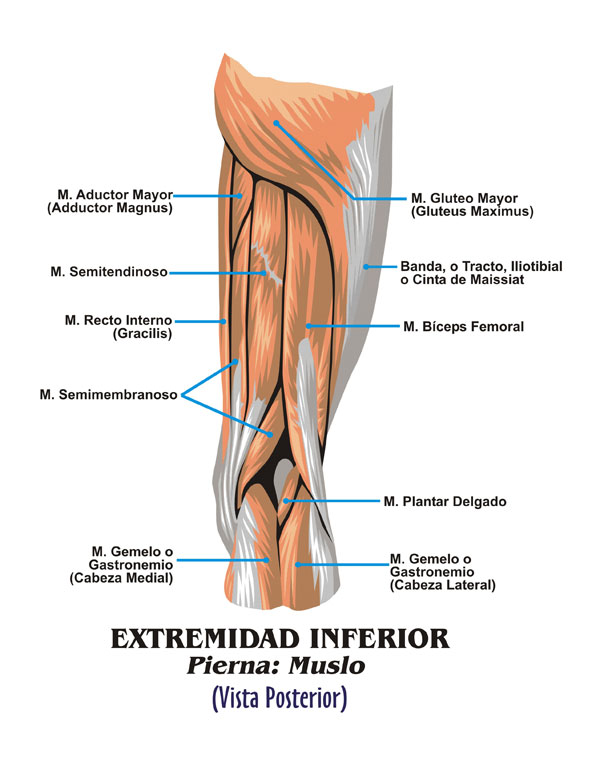 M. Aductor Mayor
(Adductor Magnus)
M. Gluteo Mayor
(Gluteus Maximus)
M. Semitendinoso
Banda, o Tracto, Iliotibial
o Cinta de Maissiat
M. Recto Interno
(Gracilis)
M. Bíceps Femoral
M. Semimembranoso
M. Plantar Delgado
M. Gemelo o
Gastronemio
(Cabeza Medial)
M. Gemelo o
Gastronemio
(Cabeza Lateral)
EXTREMIDAD INFERIOR
Pierna: Muslo
(Vista Posterior)